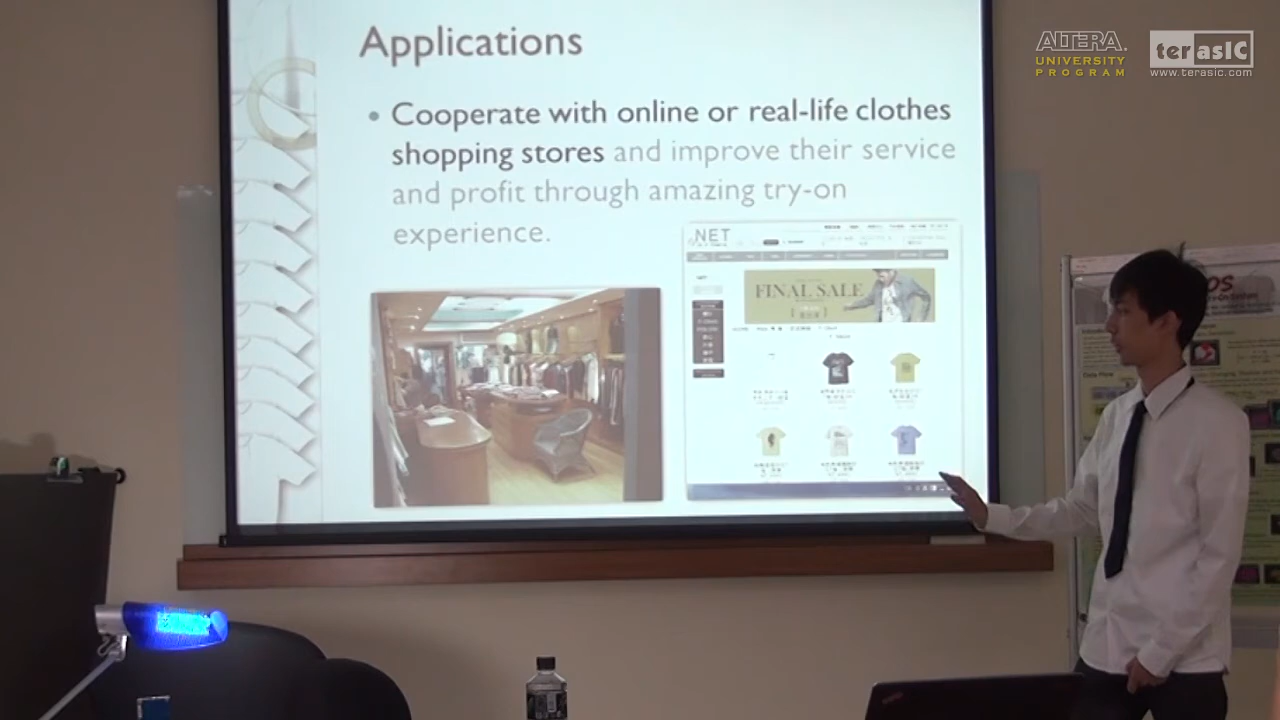 Applications
ALTERA
UNIVERSITY
PROGRAM
terasIC
www.terasic.com
• Cooperate with online or real-life clothes
shopping stores and improve their service
and profit through amazing try-on
experience.
NET
FINAL SALE